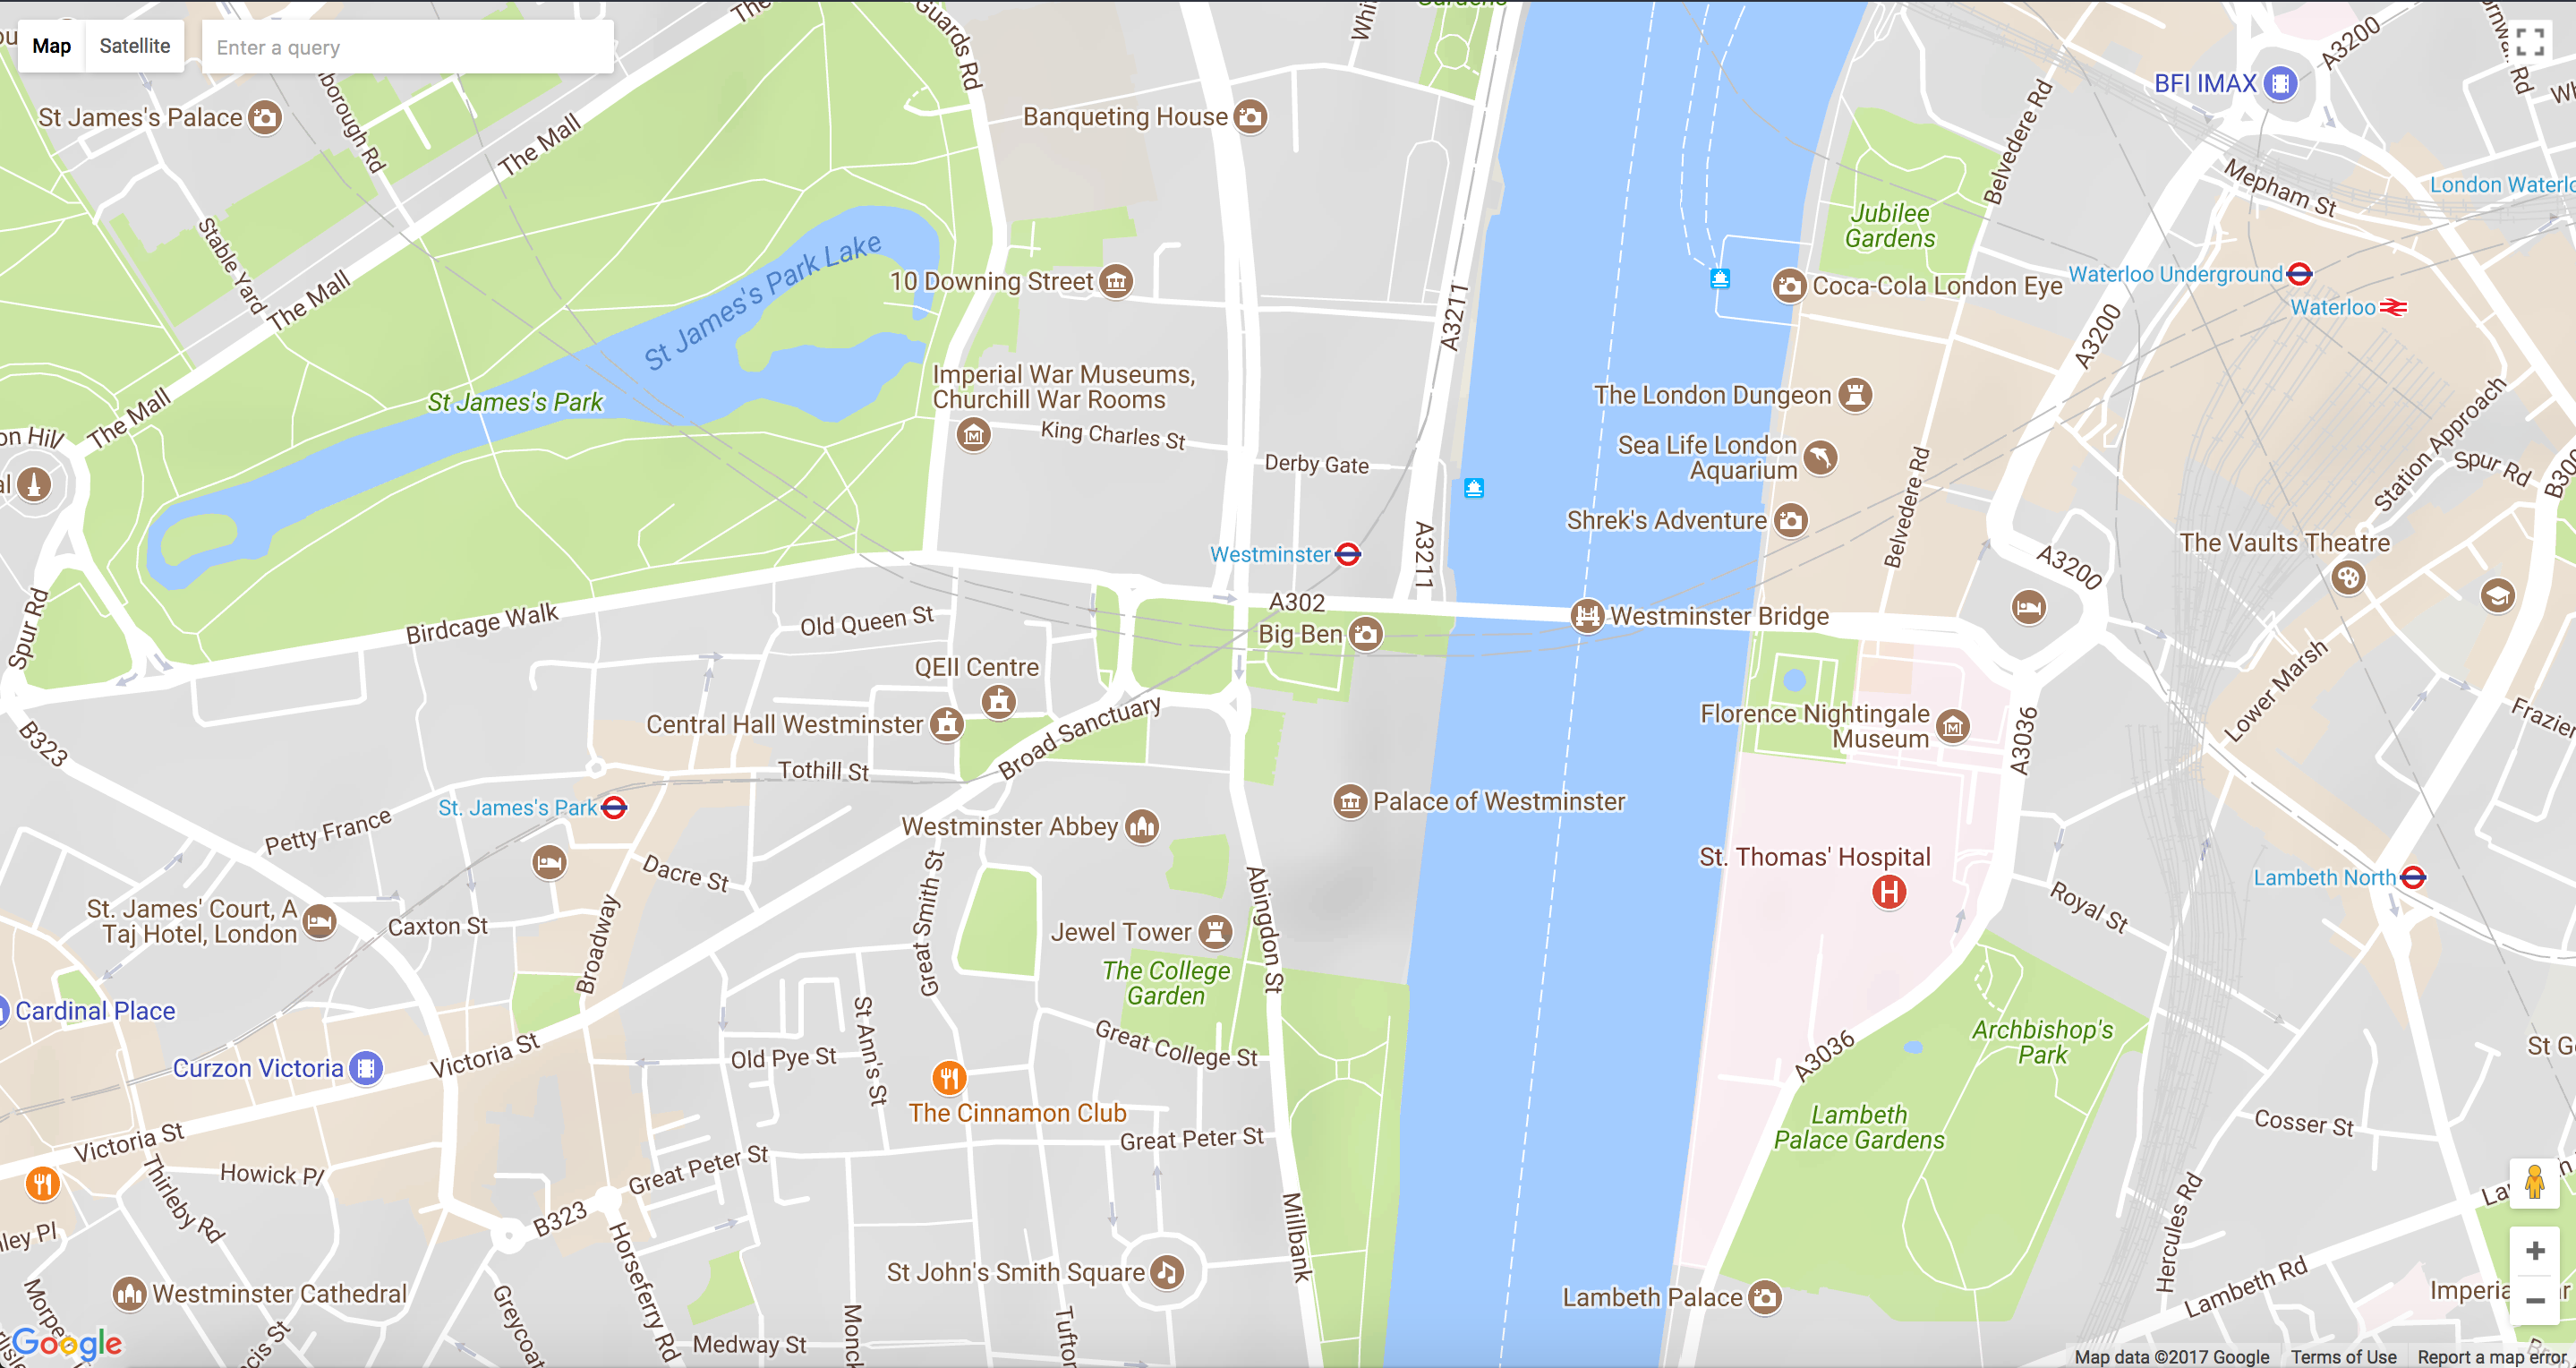 Map
Satellite
Enter a query
The
Guards Rd
Gardens
A3200
BFI IMAX
St James's Palace
The Mall
Banqueting House
Belvedere Rd
Mepham St
London Waterlo
Stable Yard
Jubilee
Gardens
The Mall
St James's Park Lake
10 Downing Street
A3211
Coca-Cola London Eye
Waterloo Underground
Waterloo
A3200
Imperial War Museums,
Churchill War Rooms
The London Dungeon
The Mall
St James's Park
King Charles St
Derby Gate
Sea Life London
Aquarium
Belvedere Rd
Station Approach
Spur Rd
Shrek's Adventure
A3211
Westminster
The Vaults Theatre
A3200
Spur Rd
Birdcage Walk
Old Queen St
A302
Big Ben
Westminster Bridge
Lower Marsh
QEII Centre
Central Hall Westminster
Broad Sanctuary
Florence Nightingale
Museum
A3036
Frazier
B323
Tothill St
St. James's Park
Petty France
Palace of Westminster
Westminster Abbey
St. Thomas' Hospital
Dacre St
Great Smith St
Abingdon St
Lambeth North
Royal St
St. James' Court, A
Taj Hotel, London
Caxton St
Broadway
Jewel Tower
The College
Garden
Cardinal Place
Victoria St
Curzon Victoria
Old Pye St
St Ann's St
Great College St
A3036
Archbishop's
Park
The Cinnamon Club
Lambeth
Palace Gardens
Cosser St
Victoria St
Thirleby Rd
Howick Pl
Great Peter St
Great Peter St
B323
Horseferry Rd
Millbank
Hercules Rd
Lambeth Rd
Westminster Cathedral
St John's Smith Square
Lambeth Palace
Greycoat
Medway St
Monck
Tufton
Google
Map data ©2017 Google
Terms of Use
Report a map error